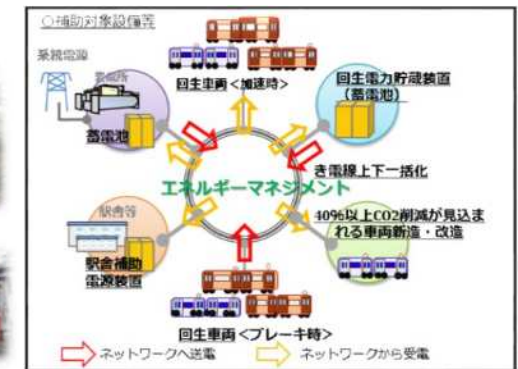 ○補助対象設備等
系統電源
変電所
蓄電池
回生車両<加速時>
回生電力貯蔵装置
(蓄電池)
き電線上下一括化
エネルギーマネジメント
駅舎等
駅舎補助
電源装置
40%以上CO2削減が見込ま
れる車両新造・改造
回生車両<ブレーキ時>
ネットワークへ送電
ネットワークから受電